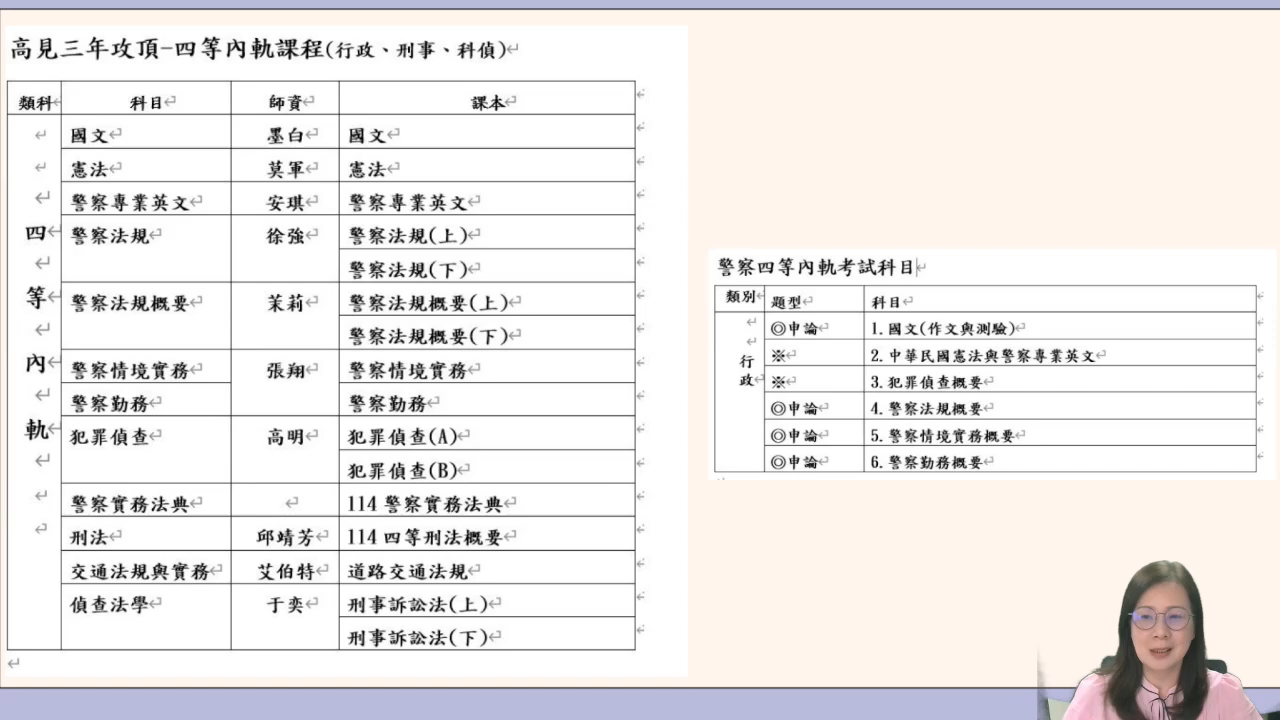 高見三年攻頂-四等內軌課程(行政、刑事、科偵)
類科 科目 師資 課本
四等內軌
國文 墨白 國文
憲法 莫軍 憲法
警察專業英文 安琪 警察專業英文
警察法規 徐強 警察法規(上)
警察法規(下)
警察法規概要 茉莉 警察法規概要(上)
警察法規概要(下)
警察情境實務 張翔 警察情境實務
警察勤務 警察勤務
犯罪偵查 高明 犯罪偵查(A)
犯罪偵查(B)
警察實務法典 114警察實務法典
刑法 邱靖芳 114四等刑法概要
交通法規與實務 艾伯特 道路交通法規
偵查法學 于奕 刑事訴訟法(上)
刑事訴訟法(下)
警察四等內軌考試科目
類別 題型 科目
行政
◎申論 1.國文(作文與測驗)
※ 2.中華民國憲法與警察專業英文
※ 3.犯罪偵查概要
◎申論 4.警察法規概要
◎申論 5.警察情境實務概要
◎申論 6.警察勤務概要